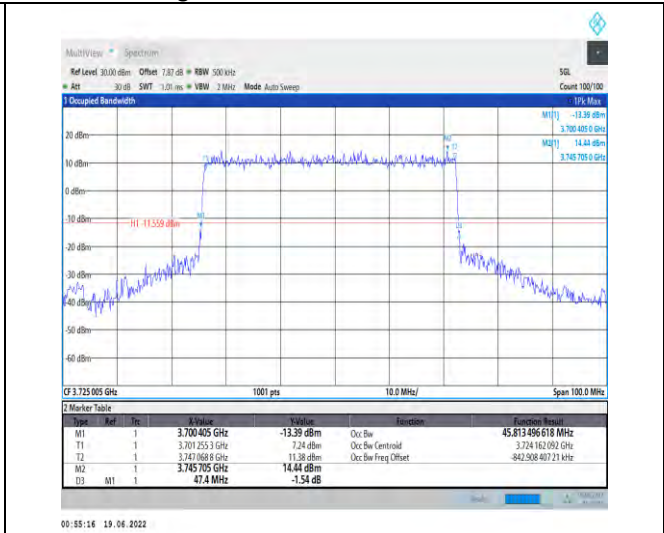 MultiView Spectrum
Ref Level 30.00 dBm Offset 7.87 dB RBW 500 kHz SGL
Att 30 dB SWT 1.01 ms VBW 2 MHz Mode Auto Sweep Count 100/100
1 Occupied Bandwidth 1Pk Max
M1[1] -13.39 dBm
3.700 405 0 GHz
M2[1] 14.44 dBm
3.745 705 0 GHz
20 dBm
10 dBm
0 dBm
-10 dBm
H1 -11.559 dBm
-20 dBm
-30 dBm
-40 dBm
-50 dBm
-60 dBm
M2
T2
M1
D3
CF 3.725 005 GHz 1001 pts 10.0 MHz/ Span 100.0 MHz
2 Marker Table
Type Ref Trc X-Value Y-Value Function Function Result
M1 1 3.700 405 GHz -13.39 dBm Occ Bw 45.813 496 618 MHz
T1 1 3.701 255 3 GHz 7.24 dBm Occ Bw Centroid 3.724 162 092 GHz
T2 1 3.747 068 8 GHz 11.38 dBm Occ Bw Freq Offset -842.908 407 21 kHz
M2 1 3.745 705 GHz 14.44 dBm
D3 M1 1 47.4 MHz -1.54 dB
00:55:16 19.06.2022